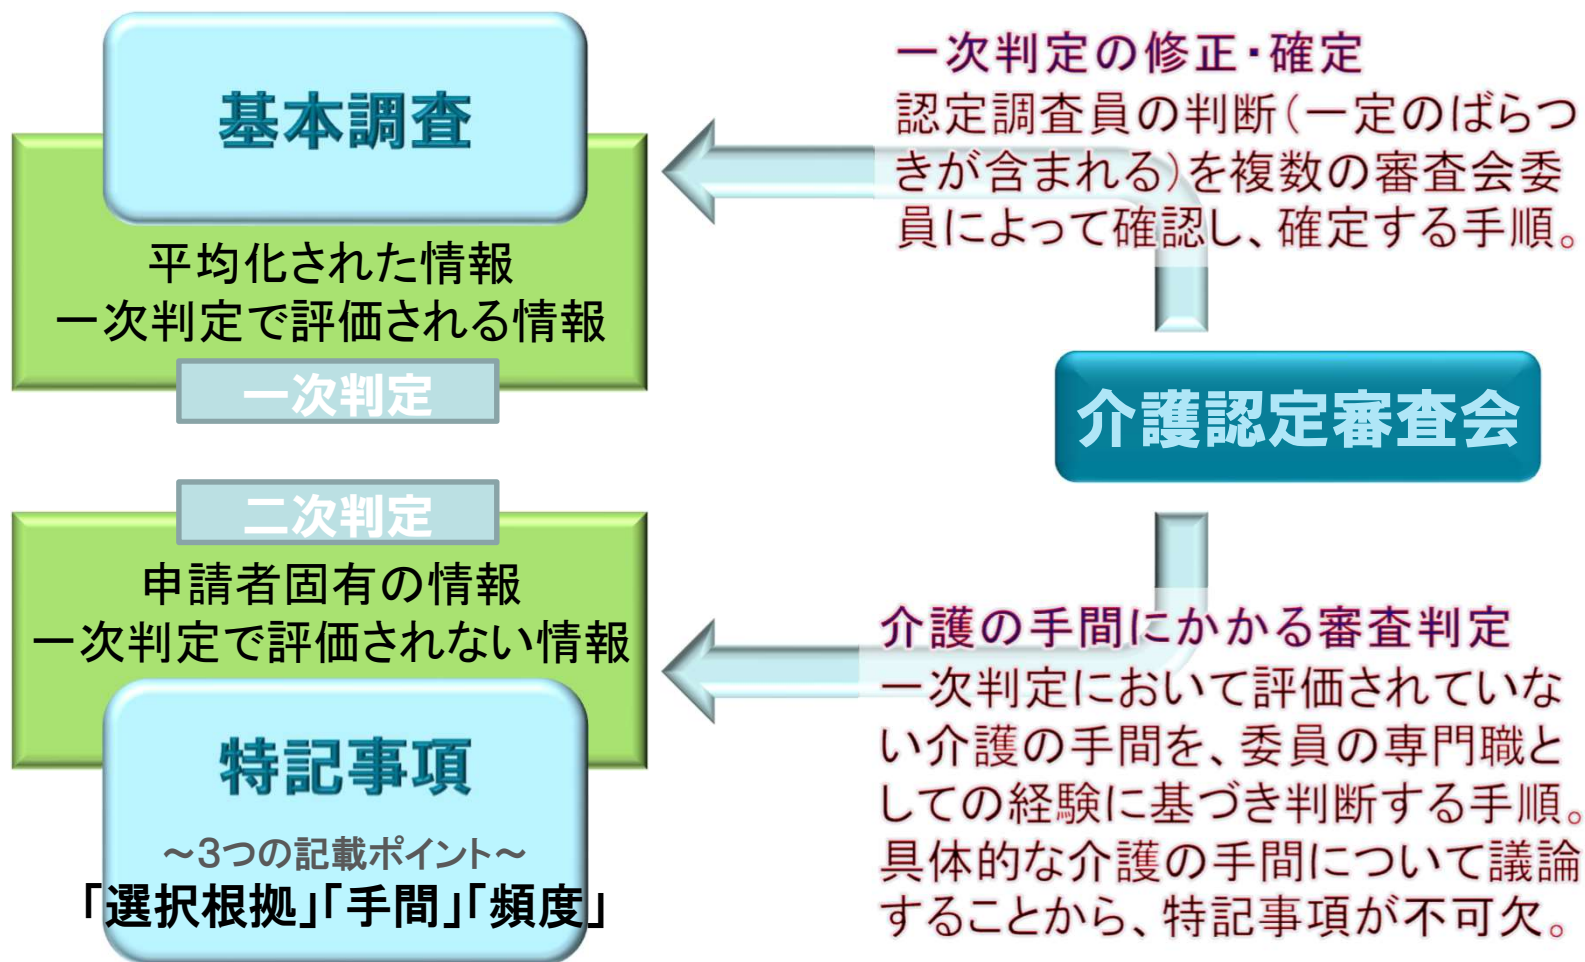 基本調査
平均化された情報
一次判定で評価される情報
一次判定
二次判定
申請者固有の情報
一次判定で評価されない情報
特記事項
～3つの記載ポイント～
「選択根拠」「手間」「頻度」
一次判定の修正・確定
認定調査員の判断(一定のばらつ
きが含まれる)を複数の審査会委
員によって確認し、確定する手順。
介護認定審査会
介護の手間にかかる審査判定
一次判定において評価されていな
い介護の手間を、委員の専門職と
しての経験に基づき判断する手順。
具体的な介護の手間について議論
することから、特記事項が不可欠。